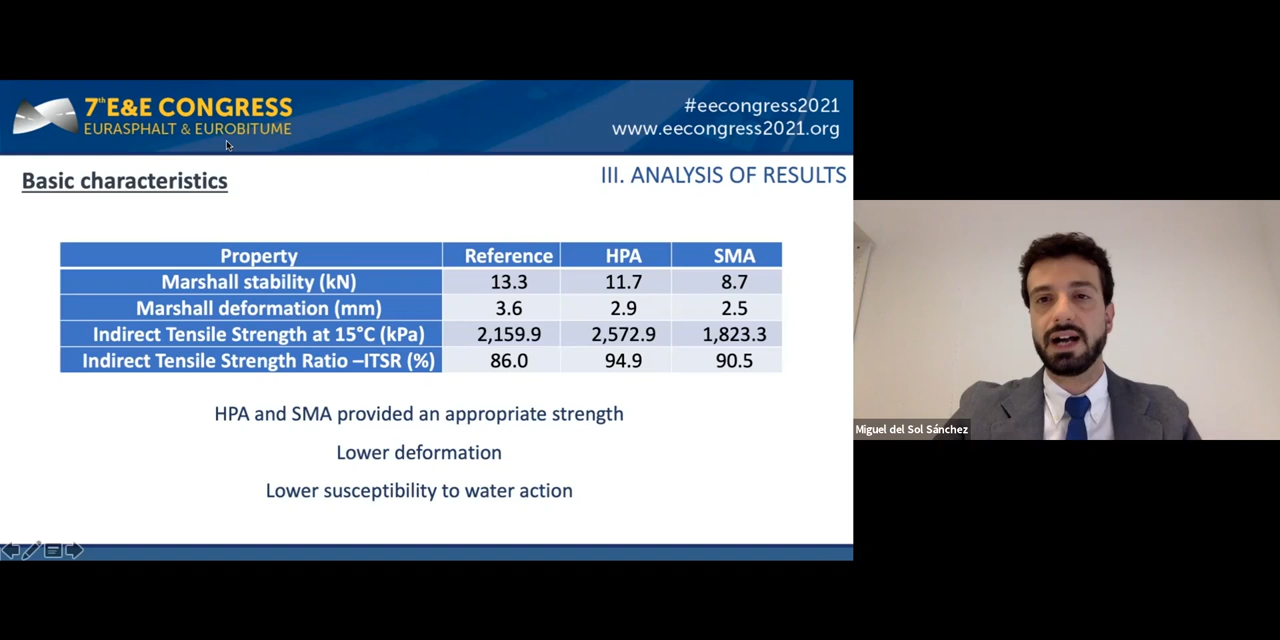 7th E&E CONGRESS
EURASPHALT & EUROBITUME
#eecongress2021
www.eecongress2021.org
Basic characteristics
III. ANALYSIS OF RESULTS
Property Reference HPA SMA
Marshall stability (kN) 13.3 11.7 8.7
Marshall deformation (mm) 3.6 2.9 2.5
Indirect Tensile Strength at 15°C (kPa) 2,159.9 2,572.9 1,823.3
Indirect Tensile Strength Ratio –ITSR (%) 86.0 94.9 90.5
HPA and SMA provided an appropriate strength
Lower deformation
Lower susceptibility to water action
Miguel del Sol Sánchez